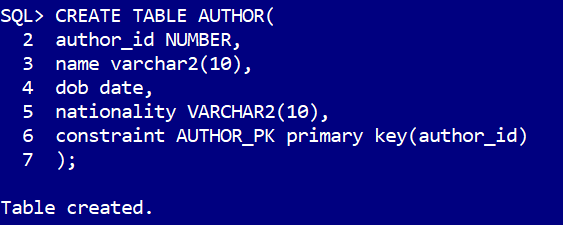 SQL> CREATE TABLE AUTHOR(
  2  author_id NUMBER,
  3  name varchar2(10),
  4  dob date,
  5  nationality VARCHAR2(10),
  6  constraint AUTHOR_PK primary key(author_id)
  7  );
Table created.